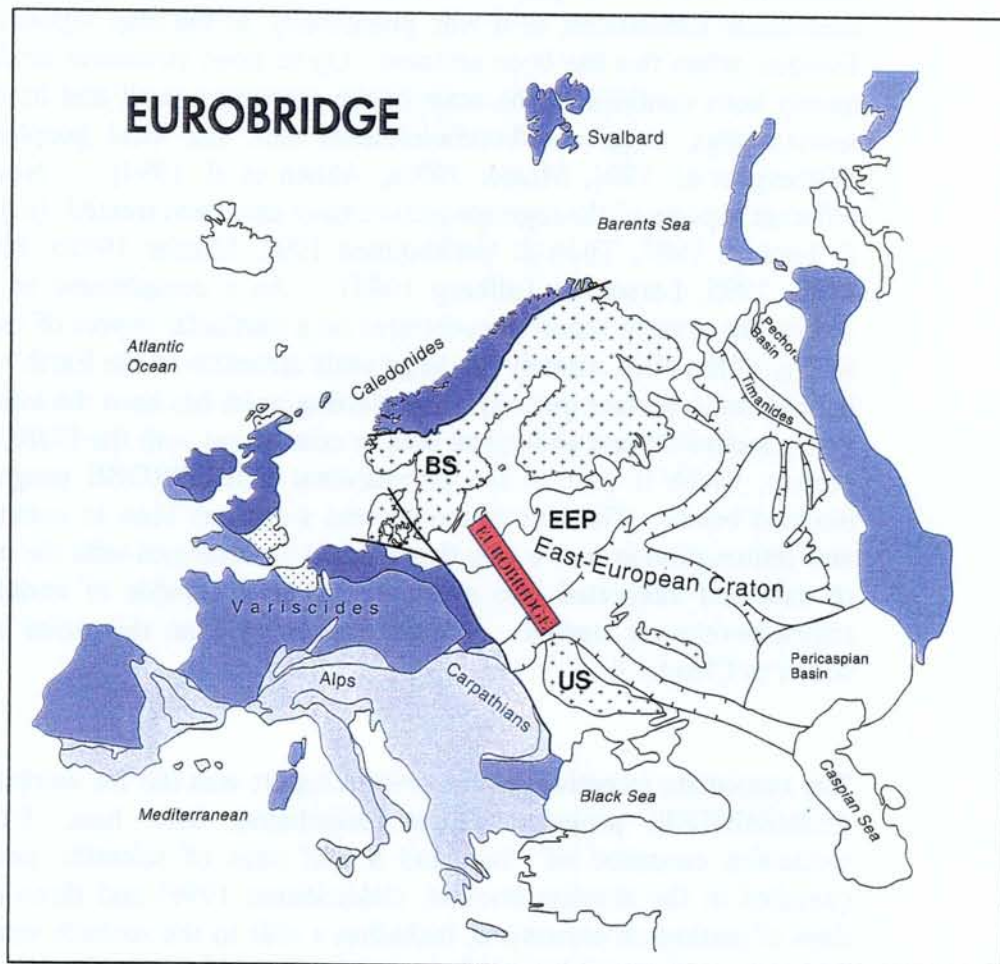 EUROBRIDGE
Svalbard
Barents Sea
Atlantic
Ocean
Caledonides
Pechora
Basin
Timanides
BS
EEP
East-European Craton
EUROBRIDGE
Variscides
Alps
Carpathians
US
Pericaspian
Basin
Mediterranean
Black Sea
Caspian Sea